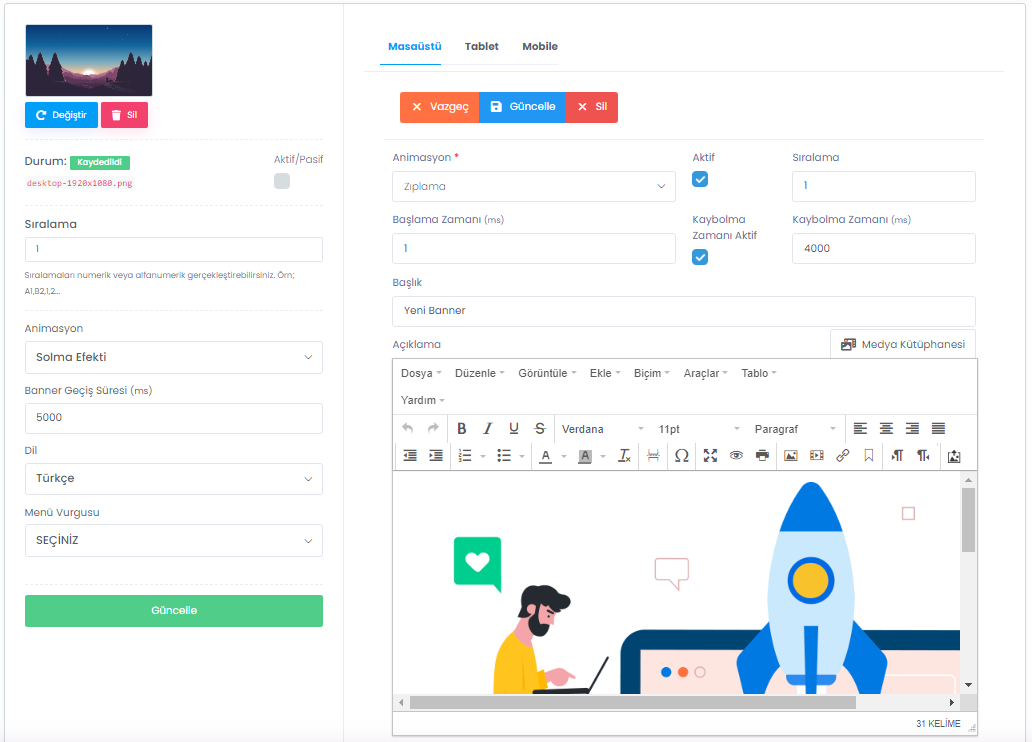 Değiştir
Sil
Durum: Kaydedildi
Aktif/Pasif
desktop-1920x1080.png
Sıralama
1
Sıralamaları numerik veya alfanumerik gerçekleştirebilirsiniz. Örn;
A1,B2,1,2...
Animasyon
Solma Efekti
Banner Geçiş Süresi (ms)
5000
Dil
Türkçe
Menü Vurgusu
SEÇİNİZ
Güncelle
Masaüstü Tablet Mobile
Vazgeç Güncelle Sil
Animasyon *
Zıplama
Aktif
Sıralama
1
Başlama Zamanı (ms)
1
Kaybolma
Zamanı Aktif
Kaybolma Zamanı (ms)
4000
Başlık
Yeni Banner
Açıklama
Medya Kütüphanesi
Dosya Düzenle Görüntüle Ekle Biçim Araçlar Tablo
Yardım
B I U S Verdana 11pt Paragraf
31 KELİME